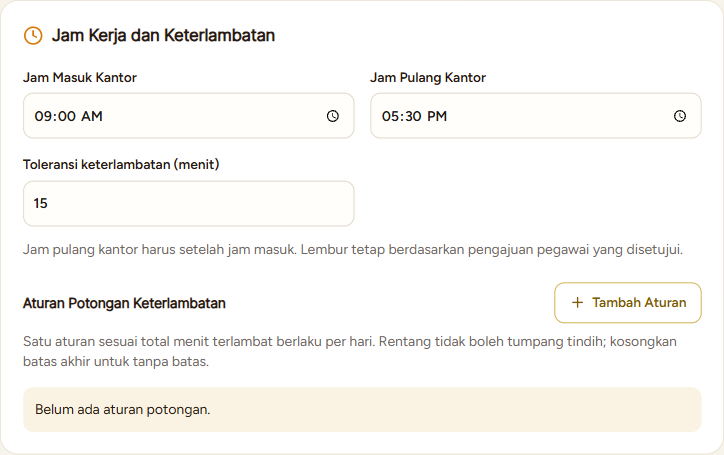 Jam Kerja dan Keterlambatan
Jam Masuk Kantor
Jam Pulang Kantor
09:00 AM
05:30 PM
Toleransi keterlambatan (menit)
15
Jam pulang kantor harus setelah jam masuk. Lembur tetap berdasarkan pengajuan pegawai yang disetujui.
Aturan Potongan Keterlambatan
+ Tambah Aturan
Satu aturan sesuai total menit terlambat berlaku per hari. Rentang tidak boleh tumpang tindih; kosongkan
batas akhir untuk tanpa batas.
Belum ada aturan potongan.